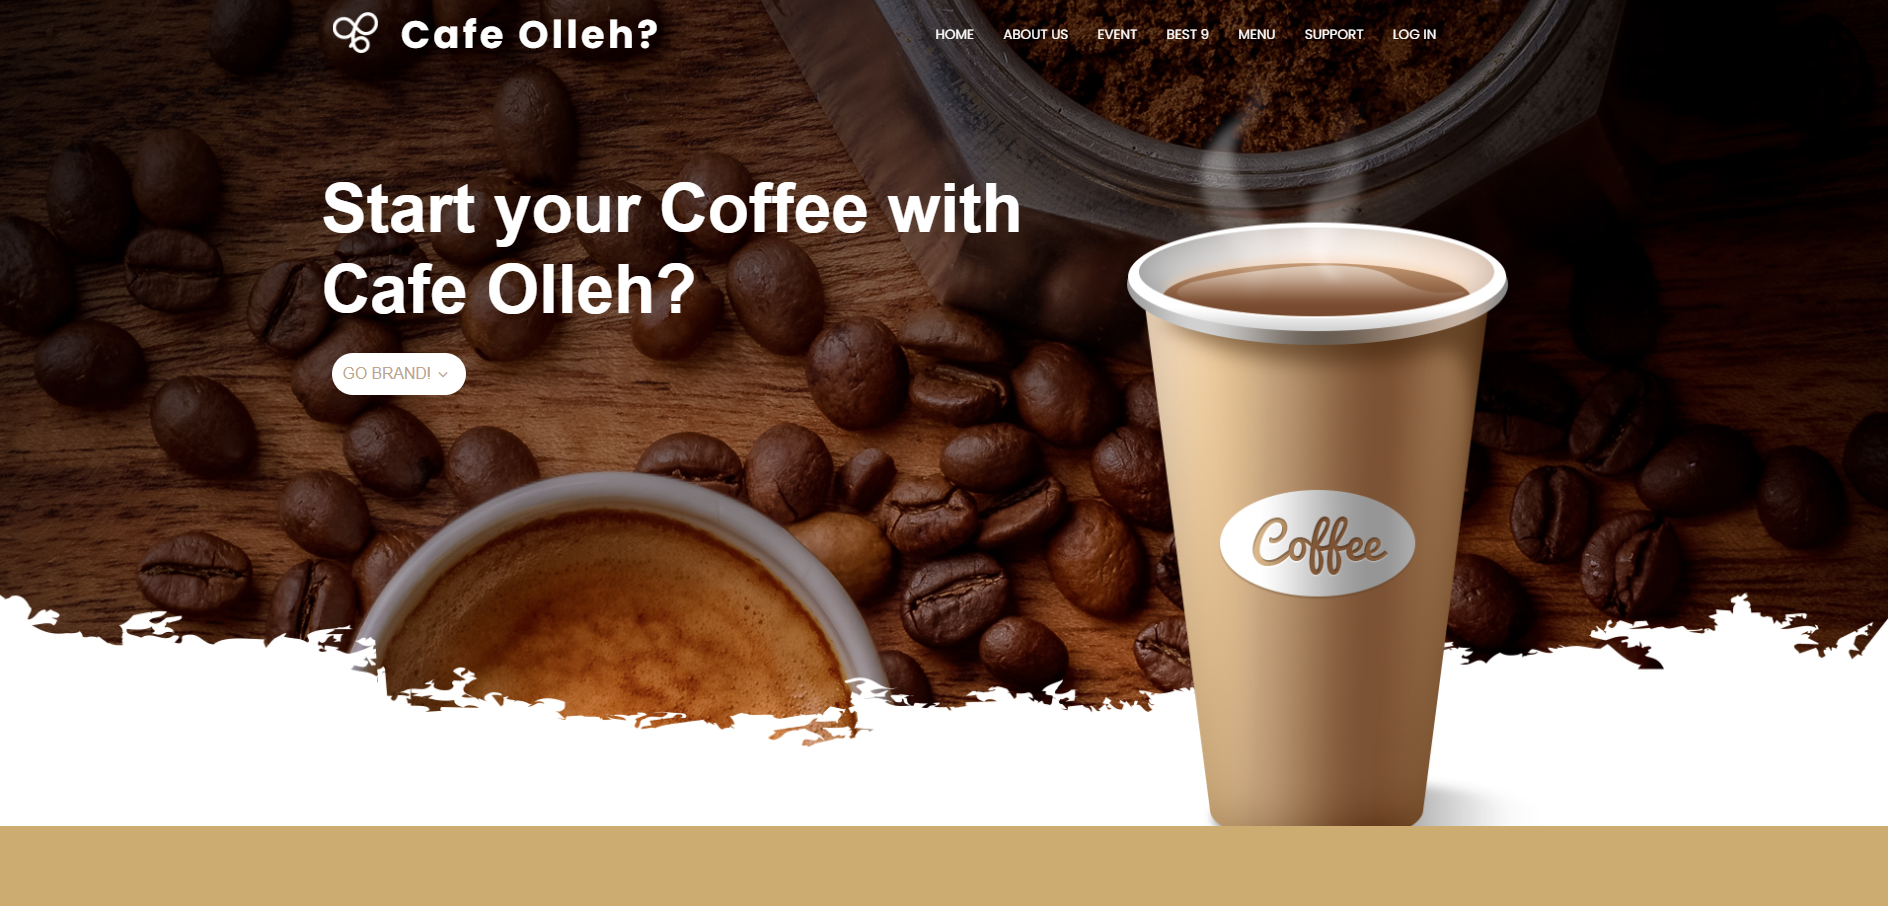 Cafe Olleh?
HOME ABOUT US EVENT BEST 9 MENU SUPPORT LOG IN
Start your Coffee with
Cafe Olleh?
GO BRAND!
Coffee